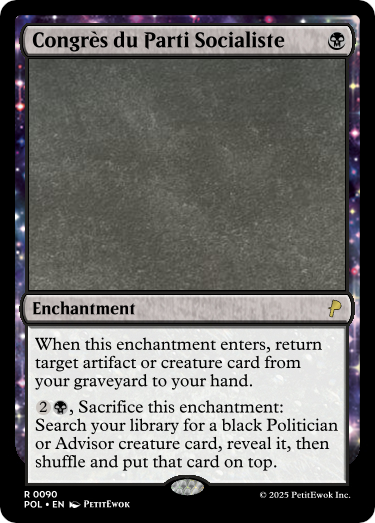 Congrès du Parti Socialiste
Enchantment
P
When this enchantment enters, return
target artifact or creature card from
your graveyard to your hand.
2 , Sacrifice this enchantment:
Search your library for a black Politician
or Advisor creature card, reveal it, then
shuffle and put that card on top.
R 0090
POL • EN PetitEwok
© 2025 PetitEwok Inc.